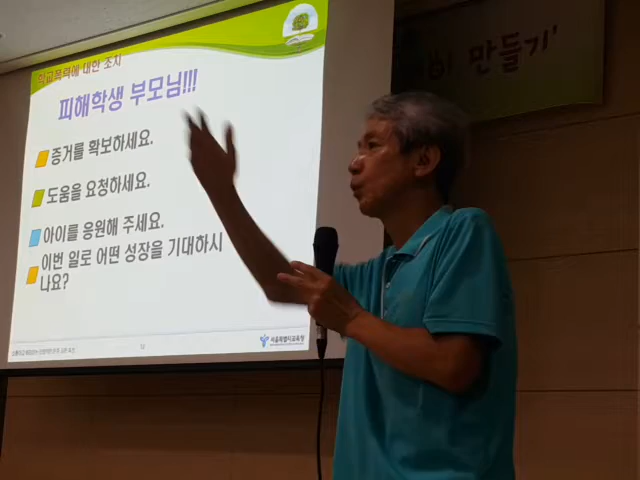 학교폭력에 대한 조치
피해학생 부모님!!!
증거를 확보하세요.
도움을 요청하세요.
아이를 응원해 주세요.
이번 일로 어떤 성장을 기대하시
나요?
12
서울특별시교육청
만들기'